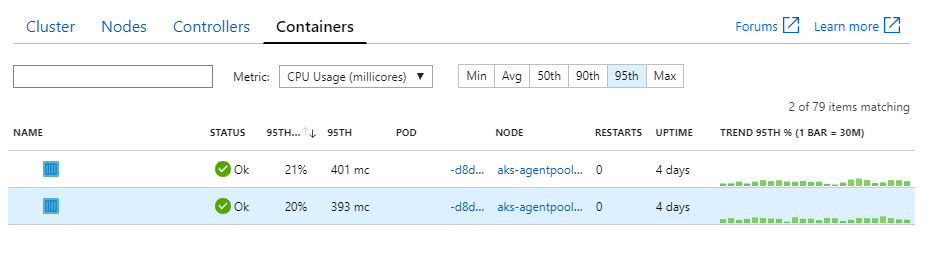 Cluster Nodes Controllers Containers Forums Learn more
Metric: CPU Usage (millicores) Min Avg 50th 90th 95th Max
2 of 79 items matching
NAME STATUS 95TH... 95TH POD NODE RESTARTS UPTIME TREND 95TH % (1 BAR = 30M)
Ok 21% 401 mc -d8d... aks-agentpool... 0 4 days
Ok 20% 393 mc -d8d... aks-agentpool... 0 4 days